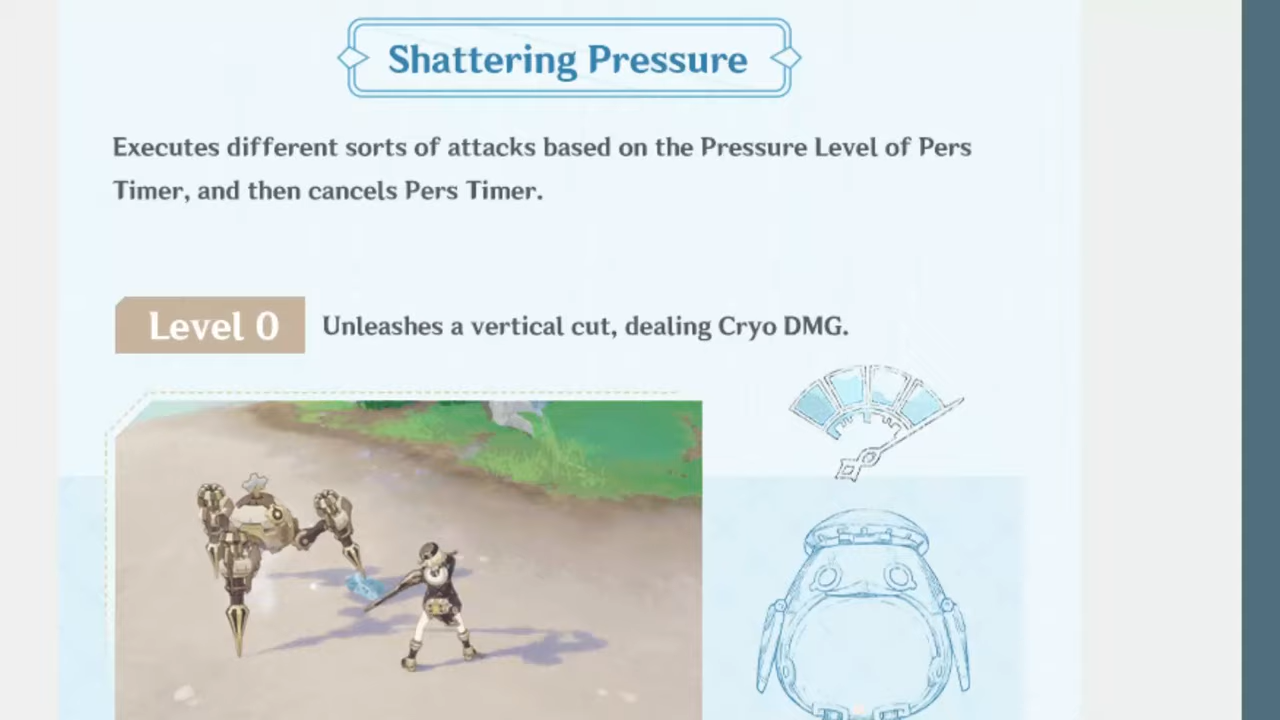 Shattering Pressure
Executes different sorts of attacks based on the Pressure Level of Pers
Timer, and then cancels Pers Timer.
Level 0
Unleashes a vertical cut, dealing Cryo DMG.